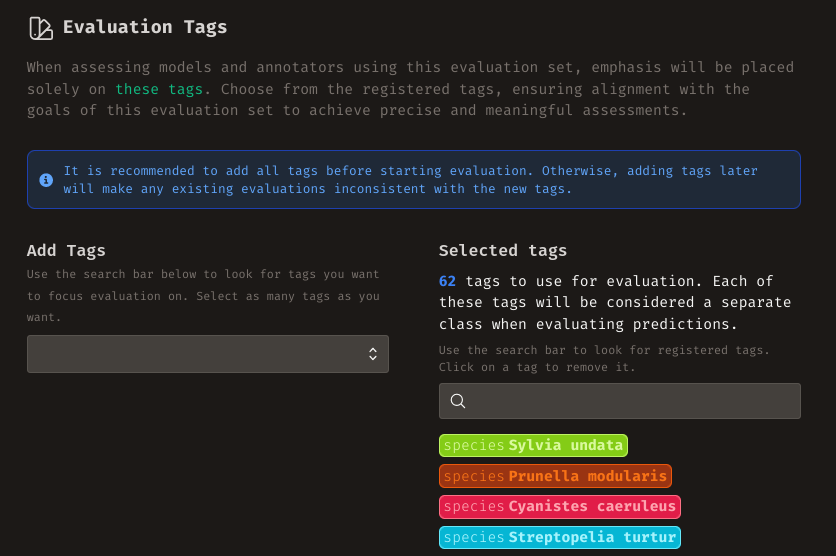 Evaluation Tags
When assessing models and annotators using this evaluation set, emphasis will be placed
solely on these tags. Choose from the registered tags, ensuring alignment with the
goals of this evaluation set to achieve precise and meaningful assessments.
It is recommended to add all tags before starting evaluation. Otherwise, adding tags later
will make any existing evaluations inconsistent with the new tags.
Add Tags
Use the search bar below to look for tags you want
to focus evaluation on. Select as many tags as you
want.
Selected tags
62 tags to use for evaluation. Each of
these tags will be considered a separate
class when evaluating predictions.
Use the search bar to look for registered tags.
Click on a tag to remove it.
species Sylvia undata
species Prunella modularis
species Cyanistes caeruleus
species Streptopelia turtur